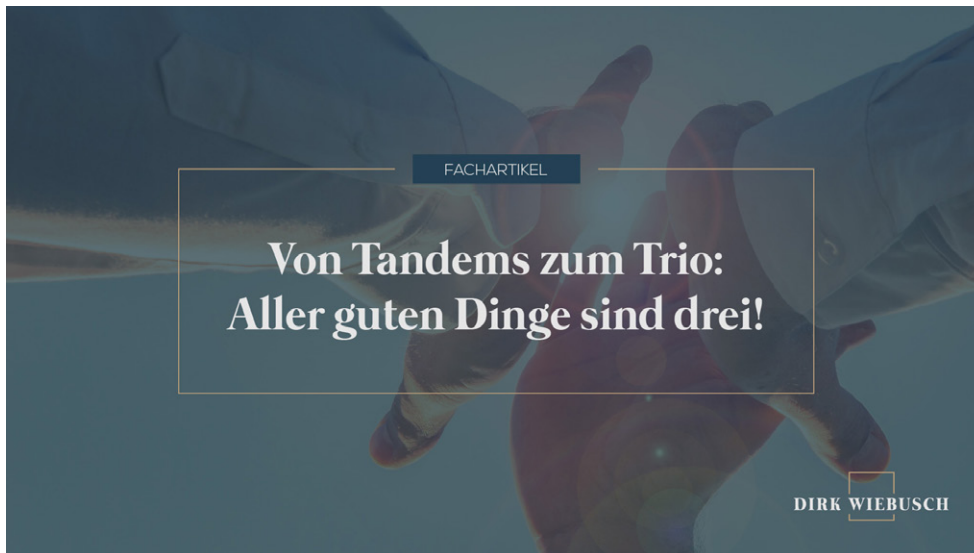 FACHARTIKEL
Von Tandems zum Trio:
Aller guten Dinge sind drei!
DIRK WIEBUSCH